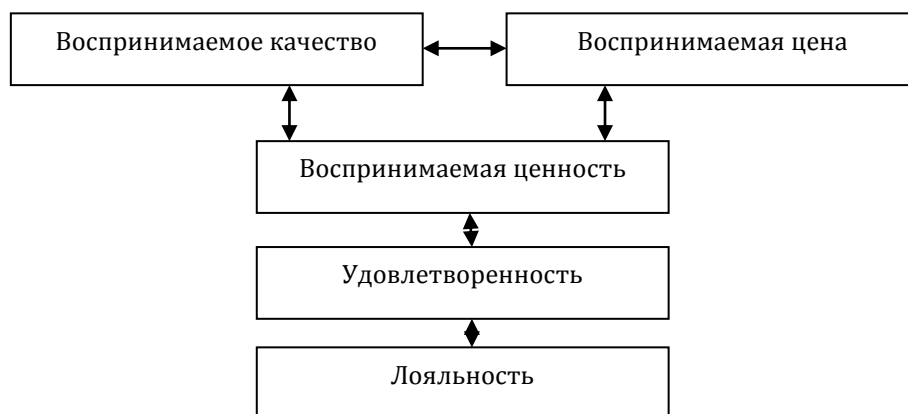 Воспринимаемое качество
Воспринимаемая цена
Воспринимаемая ценность
Удовлетворенность
Лояльность